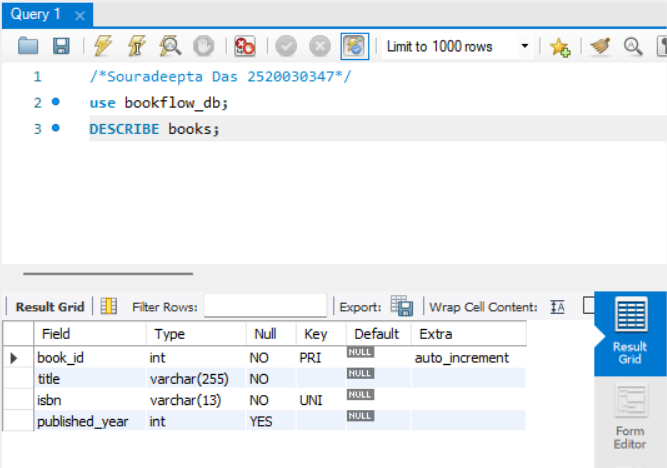 Query 1
Limit to 1000 rows
1 /*Souradeepta Das 2520030347*/
2 use bookflow_db;
3 DESCRIBE books;
Result Grid Filter Rows: Export: Wrap Cell Content:
Field Type Null Key Default Extra
book_id int NO PRI NULL auto_increment
title varchar(255) NO NULL
isbn varchar(13) NO UNI NULL
published_year int YES NULL
Result
Grid
Form
Editor